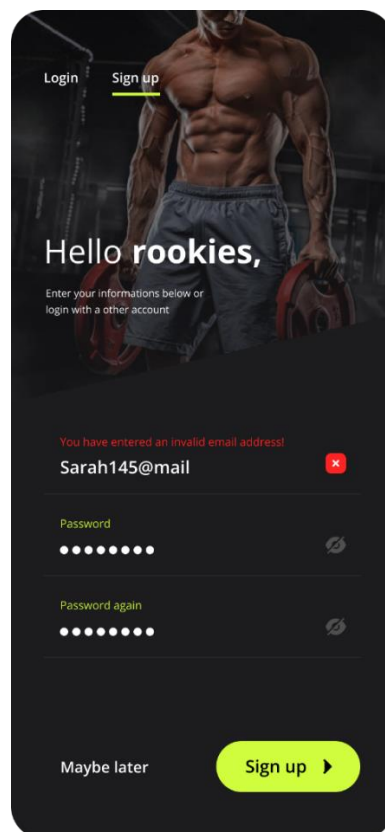 Login Sign up
Hello rookies,
Enter your informations below or
login with a other account
You have entered an invalid email address!
Sarah145@mail
Password
Password again
Maybe later Sign up